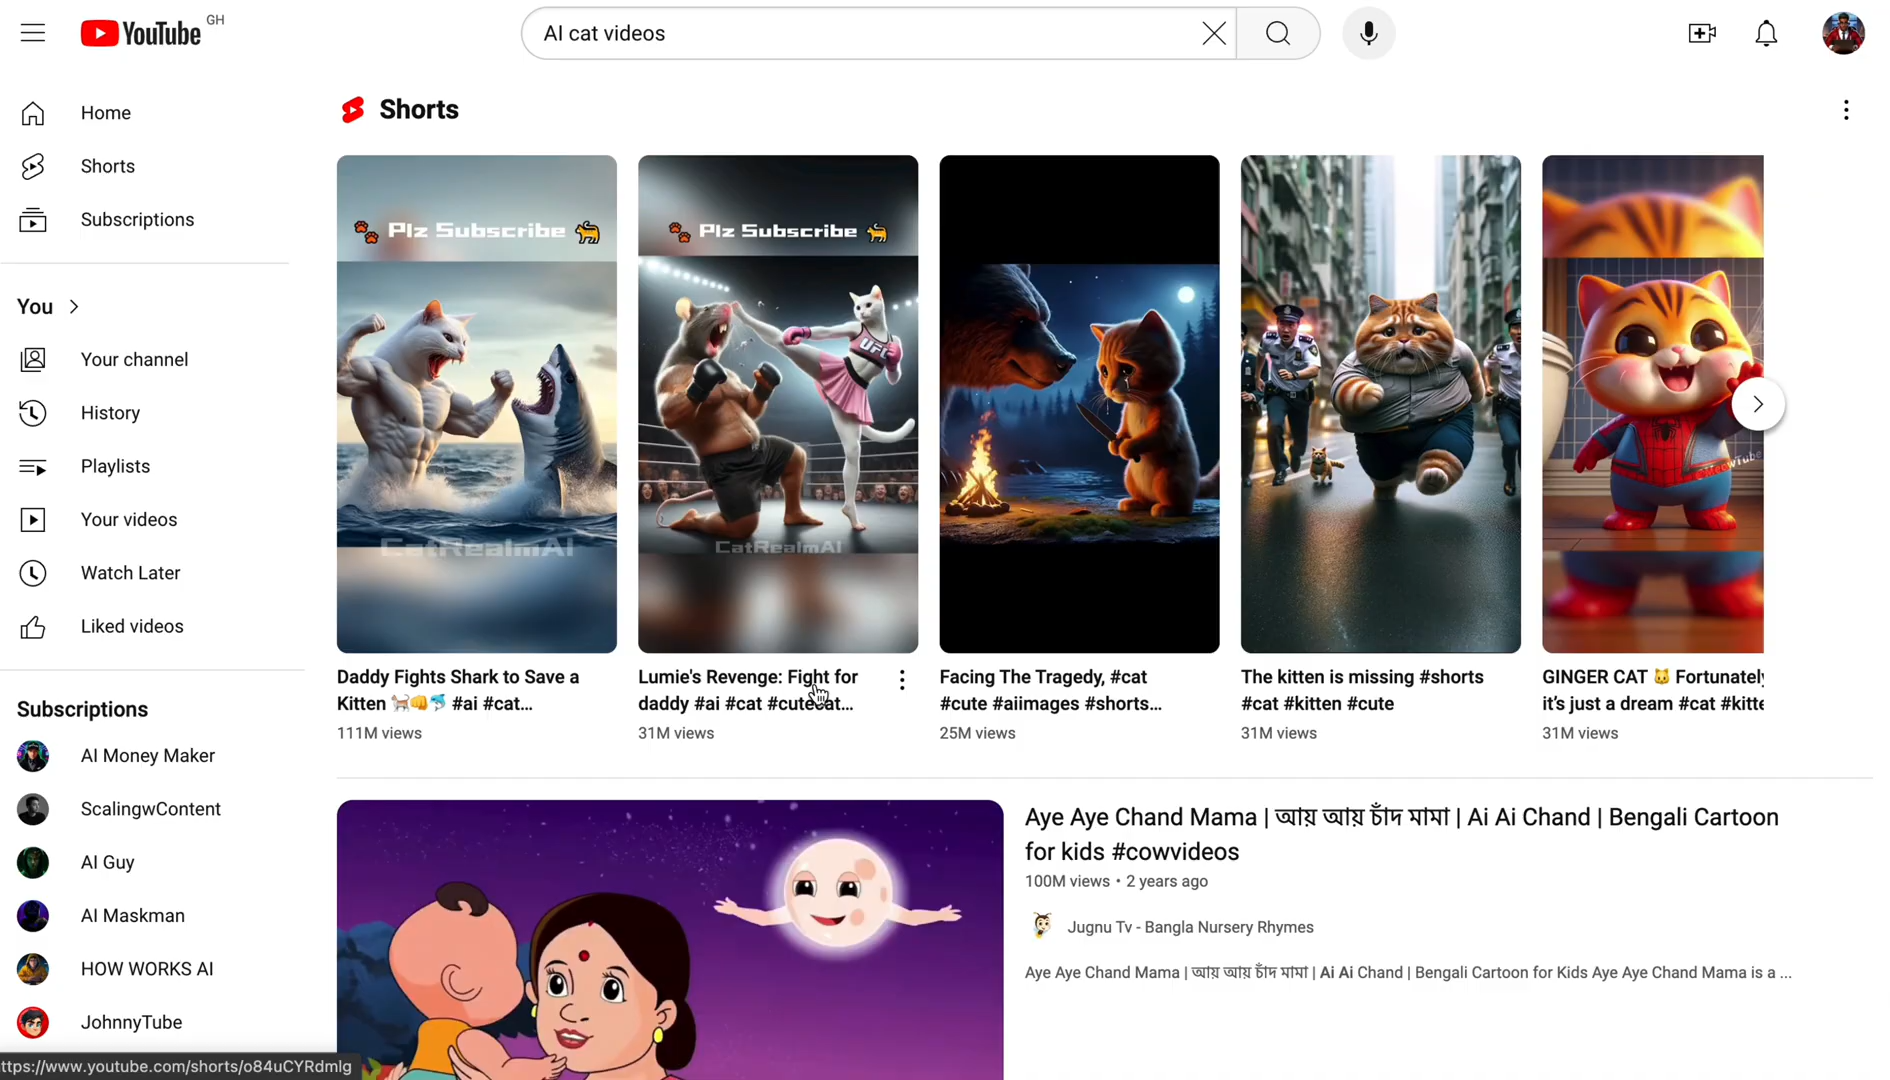 YouTube GH
AI cat videos
Home
Shorts
Subscriptions
You
Your channel
History
Playlists
Your videos
Watch Later
Liked videos
Subscriptions
AI Money Maker
ScalingwContent
AI Guy
AI Maskman
HOW WORKS AI
JohnnyTube
ttps://www.youtube.com/shorts/o84uCYRdmlg
Shorts
🐾 Plz Subscribe 🐈
CatRealmAI
Daddy Fights Shark to Save a
Kitten 🐈👊🐬 #ai #cat...
111M views
🐾 Plz Subscribe 🐈
UFC
CatRealmAI
Lumie's Revenge: Fight for
daddy #ai #cat #cutecat...
31M views
Facing The Tragedy, #cat
#cute #aiimages #shorts...
25M views
The kitten is missing #shorts
#cat #kitten #cute
31M views
GINGER CAT 🐱 Fortunately
it's just a dream #cat #kitte
31M views
Aye Aye Chand Mama | আয় আয় চাঁদ মামা | Ai Ai Chand | Bengali Cartoon
for kids #cowvideos
100M views • 2 years ago
Jugnu Tv - Bangla Nursery Rhymes
Aye Aye Chand Mama | আয় আয় চাঁদ মামা | Ai Ai Chand | Bengali Cartoon for Kids Aye Aye Chand Mama is a ...